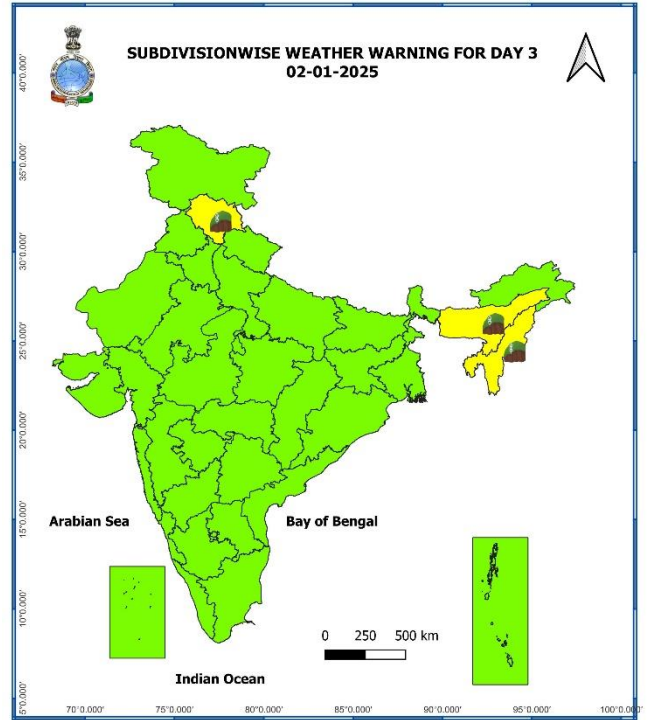 SUBDIVISIONWISE WEATHER WARNING FOR DAY 3
02-01-2025
40°0.000'
35°0.000'
30°0.000'
25°0.000'
20°0.000'
15°0.000'
10°0.000'
5°0.000'
Arabian Sea
Bay of Bengal
0 250 500 km
Indian Ocean
70°0.000' 75°0.000' 80°0.000' 85°0.000' 90°0.000' 95°0.000' 100°0.000'